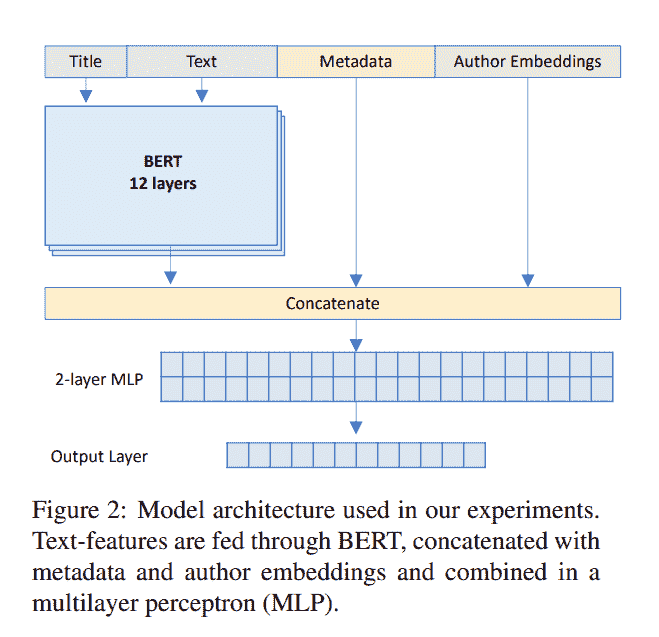 Title Text Metadata Author Embeddings
BERT
12 layers
Concatenate
2-layer MLP
Output Layer
Figure 2: Model architecture used in our experiments.
Text-features are fed through BERT, concatenated with
metadata and author embeddings and combined in a
multilayer perceptron (MLP).